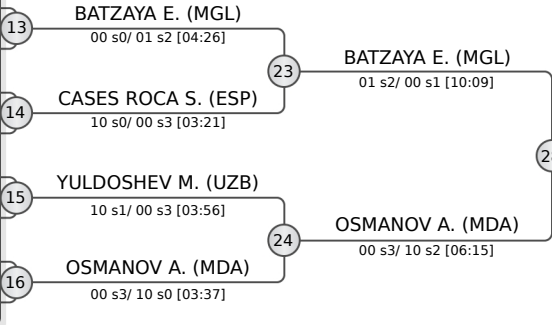 13
BATZAYA E. (MGL)
00 s0/ 01 s2 [04:26]
23
BATZAYA E. (MGL)
01 s2/ 00 s1 [10:09]
14
CASES ROCA S. (ESP)
10 s0/ 00 s3 [03:21]
15
YULDOSHEV M. (UZB)
10 s1/ 00 s3 [03:56]
24
OSMANOV A. (MDA)
00 s3/ 10 s2 [06:15]
16
OSMANOV A. (MDA)
00 s3/ 10 s0 [03:37]